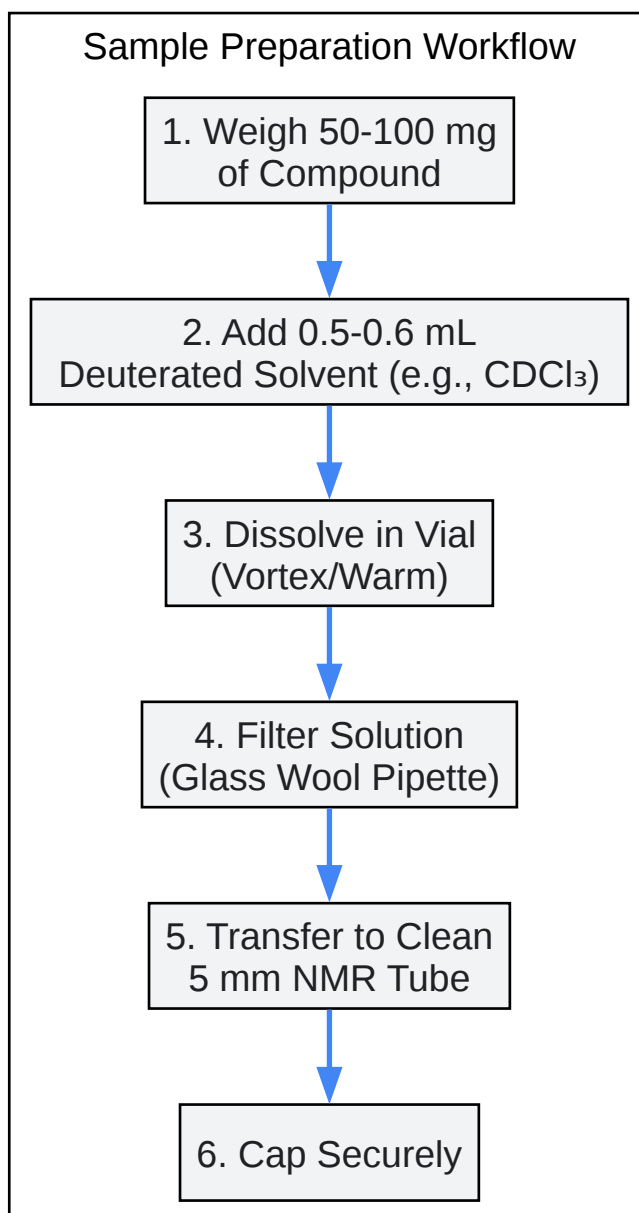 Sample Preparation Workflow
1. Weigh 50-100 mg
of Compound
2. Add 0.5-0.6 mL
Deuterated Solvent (e.g., CDCl₃)
3. Dissolve in Vial
(Vortex/Warm)
4. Filter Solution
(Glass Wool Pipette)
5. Transfer to Clean
5 mm NMR Tube
6. Cap Securely